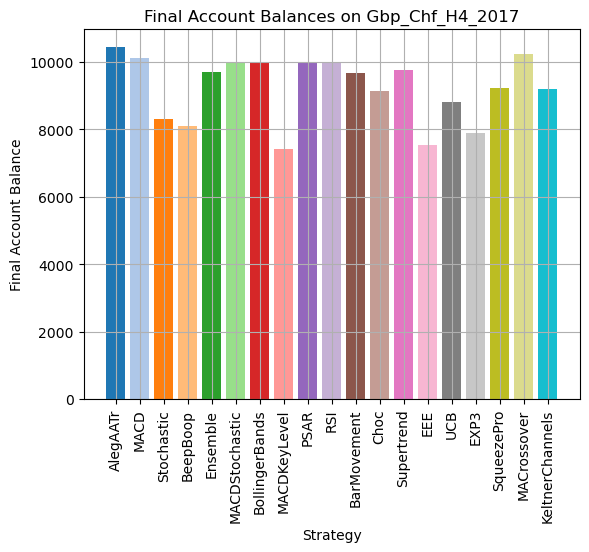 Final Account Balances on Gbp_Chf_H4_2017
Final Account Balance
10000
8000
6000
4000
2000
0
AlegAATr
MACD
Stochastic
BeepBoop
Ensemble
MACDStochastic
BollingerBands
MACDKeyLevel
PSAR
RSI
BarMovement
Choc
Supertrend
EEE
UCB
EXP3
SqueezePro
MACrossover
KeltnerChannels
Strategy